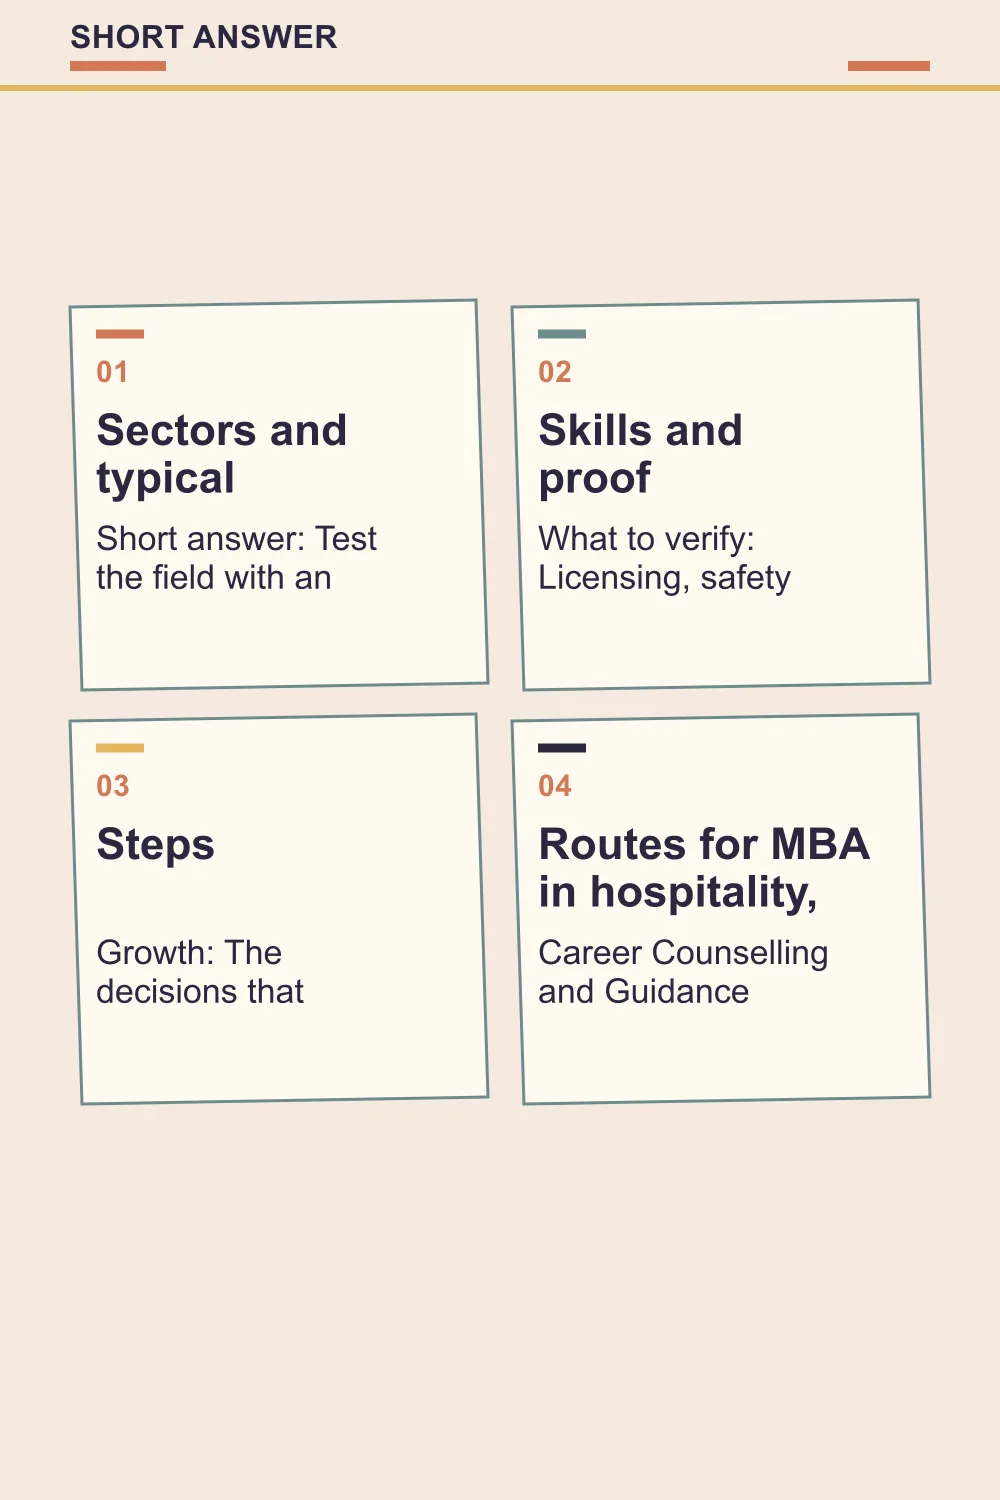 SHORT ANSWER
01
Sectors and
typical
Short answer: Test
the field with an
02
Skills and
proof
What to verify:
Licensing, safety
03
Steps
Growth: The
decisions that
04
Routes for MBA
in hospitality,
Career Counselling
and Guidance